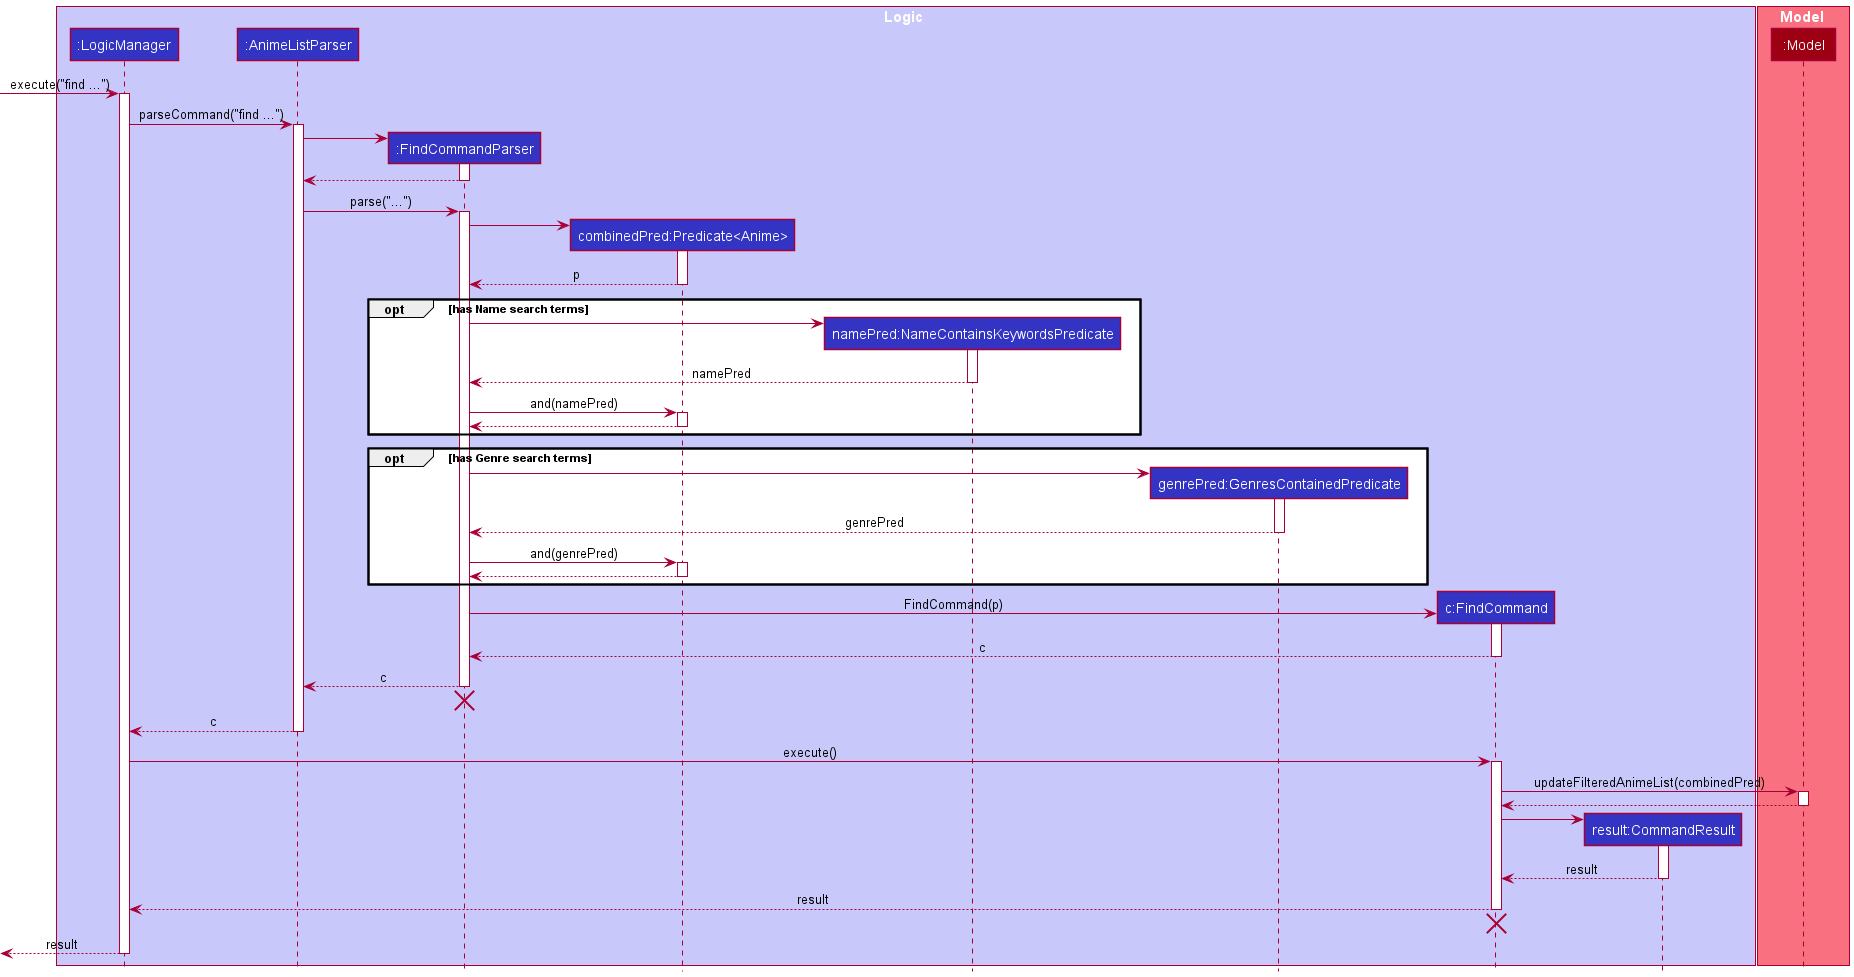 Logic
Model
:LogicManager
:AnimeListParser
:Model
execute("find ...")
parseCommand("find ...")
:FindCommandParser
parse("...")
combinedPred:Predicate<Anime>
p
opt
[has Name search terms]
namePred:NameContainsKeywordsPredicate
namePred
and(namePred)
opt
[has Genre search terms]
genrePred:GenresContainedPredicate
genrePred
and(genrePred)
FindCommand(p)
c:FindCommand
c
c
c
execute()
updateFilteredAnimeList(combinedPred)
result:CommandResult
result
result
result